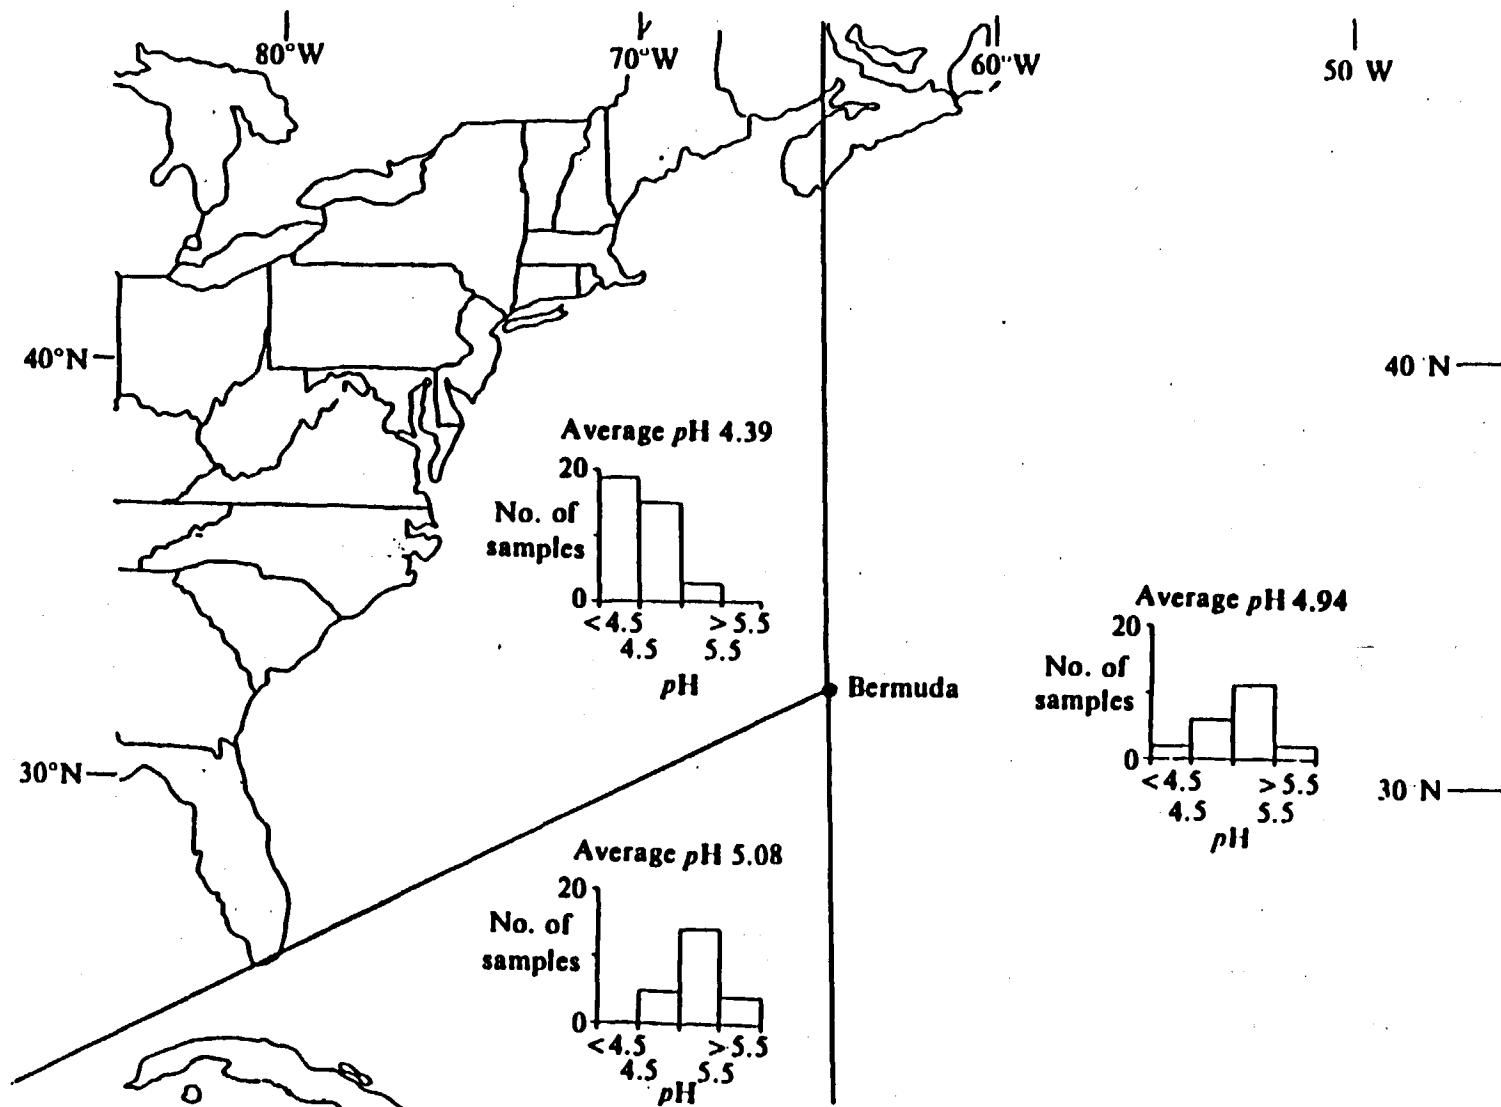 80°W
70°W
60°W
50 W
40°N
40 N
Average pH 4.39
20
No. of
samples
0
<4.5 >5.5
4.5 5.5
pH
Bermuda
Average pH 4.94
20
No. of
samples
0
<4.5 >5.5
4.5 5.5
pH
30°N
30 N
Average pH 5.08
20
No. of
samples
0
<4.5 >5.5
4.5 5.5
pH